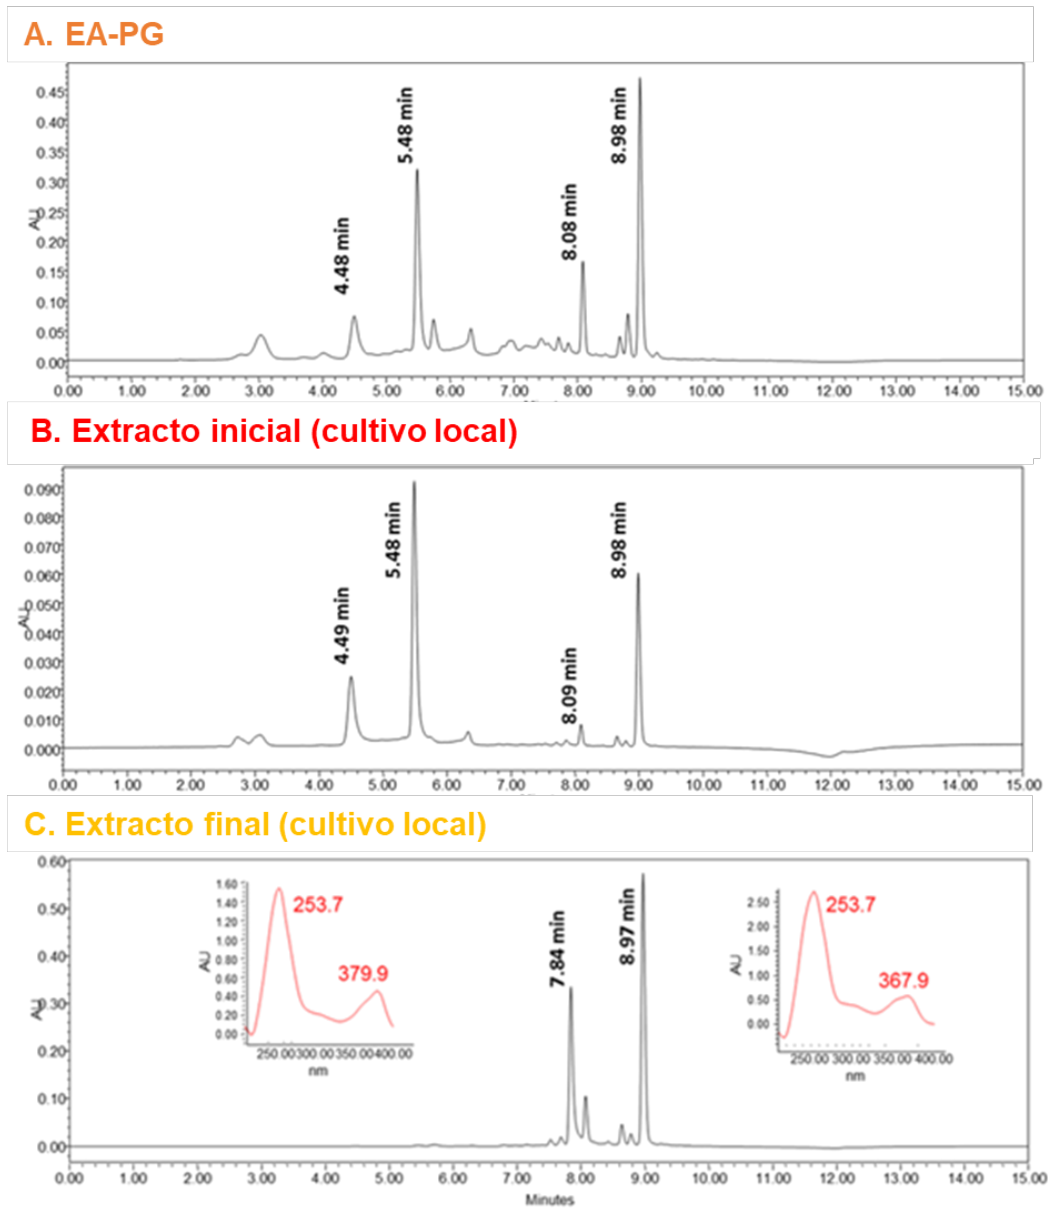 A. EA-PG
0.45
0.40
0.35
0.30
0.25
0.20
0.15
0.10
0.05
0.00
AU
4.48 min
5.48 min
8.08 min
8.98 min
0.00 1.00 2.00 3.00 4.00 5.00 6.00 7.00 8.00 9.00 10.00 11.00 12.00 13.00 14.00 15.00
B. Extracto inicial (cultivo local)
0.090
0.080
0.070
0.060
0.050
0.040
0.030
0.020
0.010
0.000
AU
4.49 min
5.48 min
8.09 min
8.98 min
0.00 1.00 2.00 3.00 4.00 5.00 6.00 7.00 8.00 9.00 10.00 11.00 12.00 13.00 14.00 15.00
C. Extracto final (cultivo local)
0.60
0.50
0.40
0.30
0.20
0.10
0.00
AU
1.60
1.40
1.20
1.00
0.80
0.60
0.40
0.20
0.00
AU
253.7
379.9
250.00 300.00 350.00 400.00
nm
7.84 min
8.97 min
2.50
2.00
1.50
1.00
0.50
0.00
AU
253.7
367.9
250.00 300.00 350.00 400.00
nm
0.00 1.00 2.00 3.00 4.00 5.00 6.00 7.00 8.00 9.00 10.00 11.00 12.00 13.00 14.00 15.00
Minutes